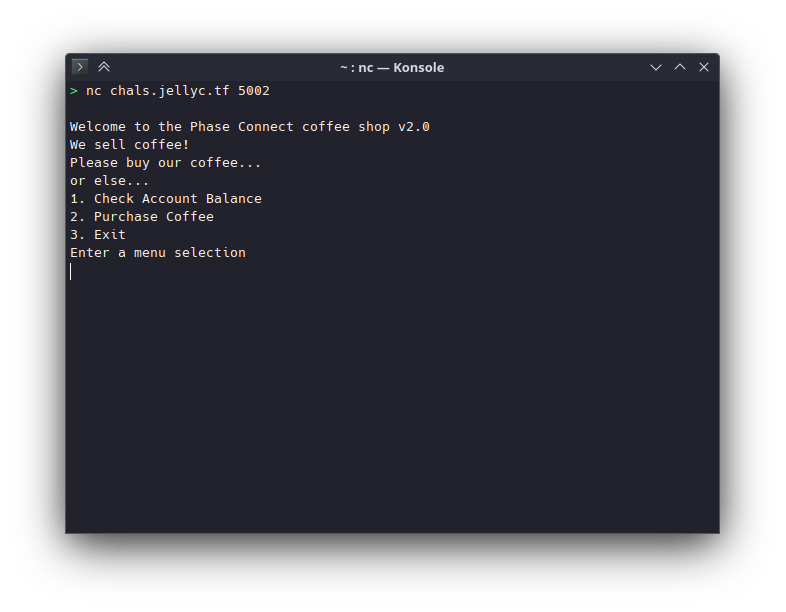 ~ : nc — Konsole
> nc chals.jellyc.tf 5002
Welcome to the Phase Connect coffee shop v2.0
We sell coffee!
Please buy our coffee...
or else...
1. Check Account Balance
2. Purchase Coffee
3. Exit
Enter a menu selection